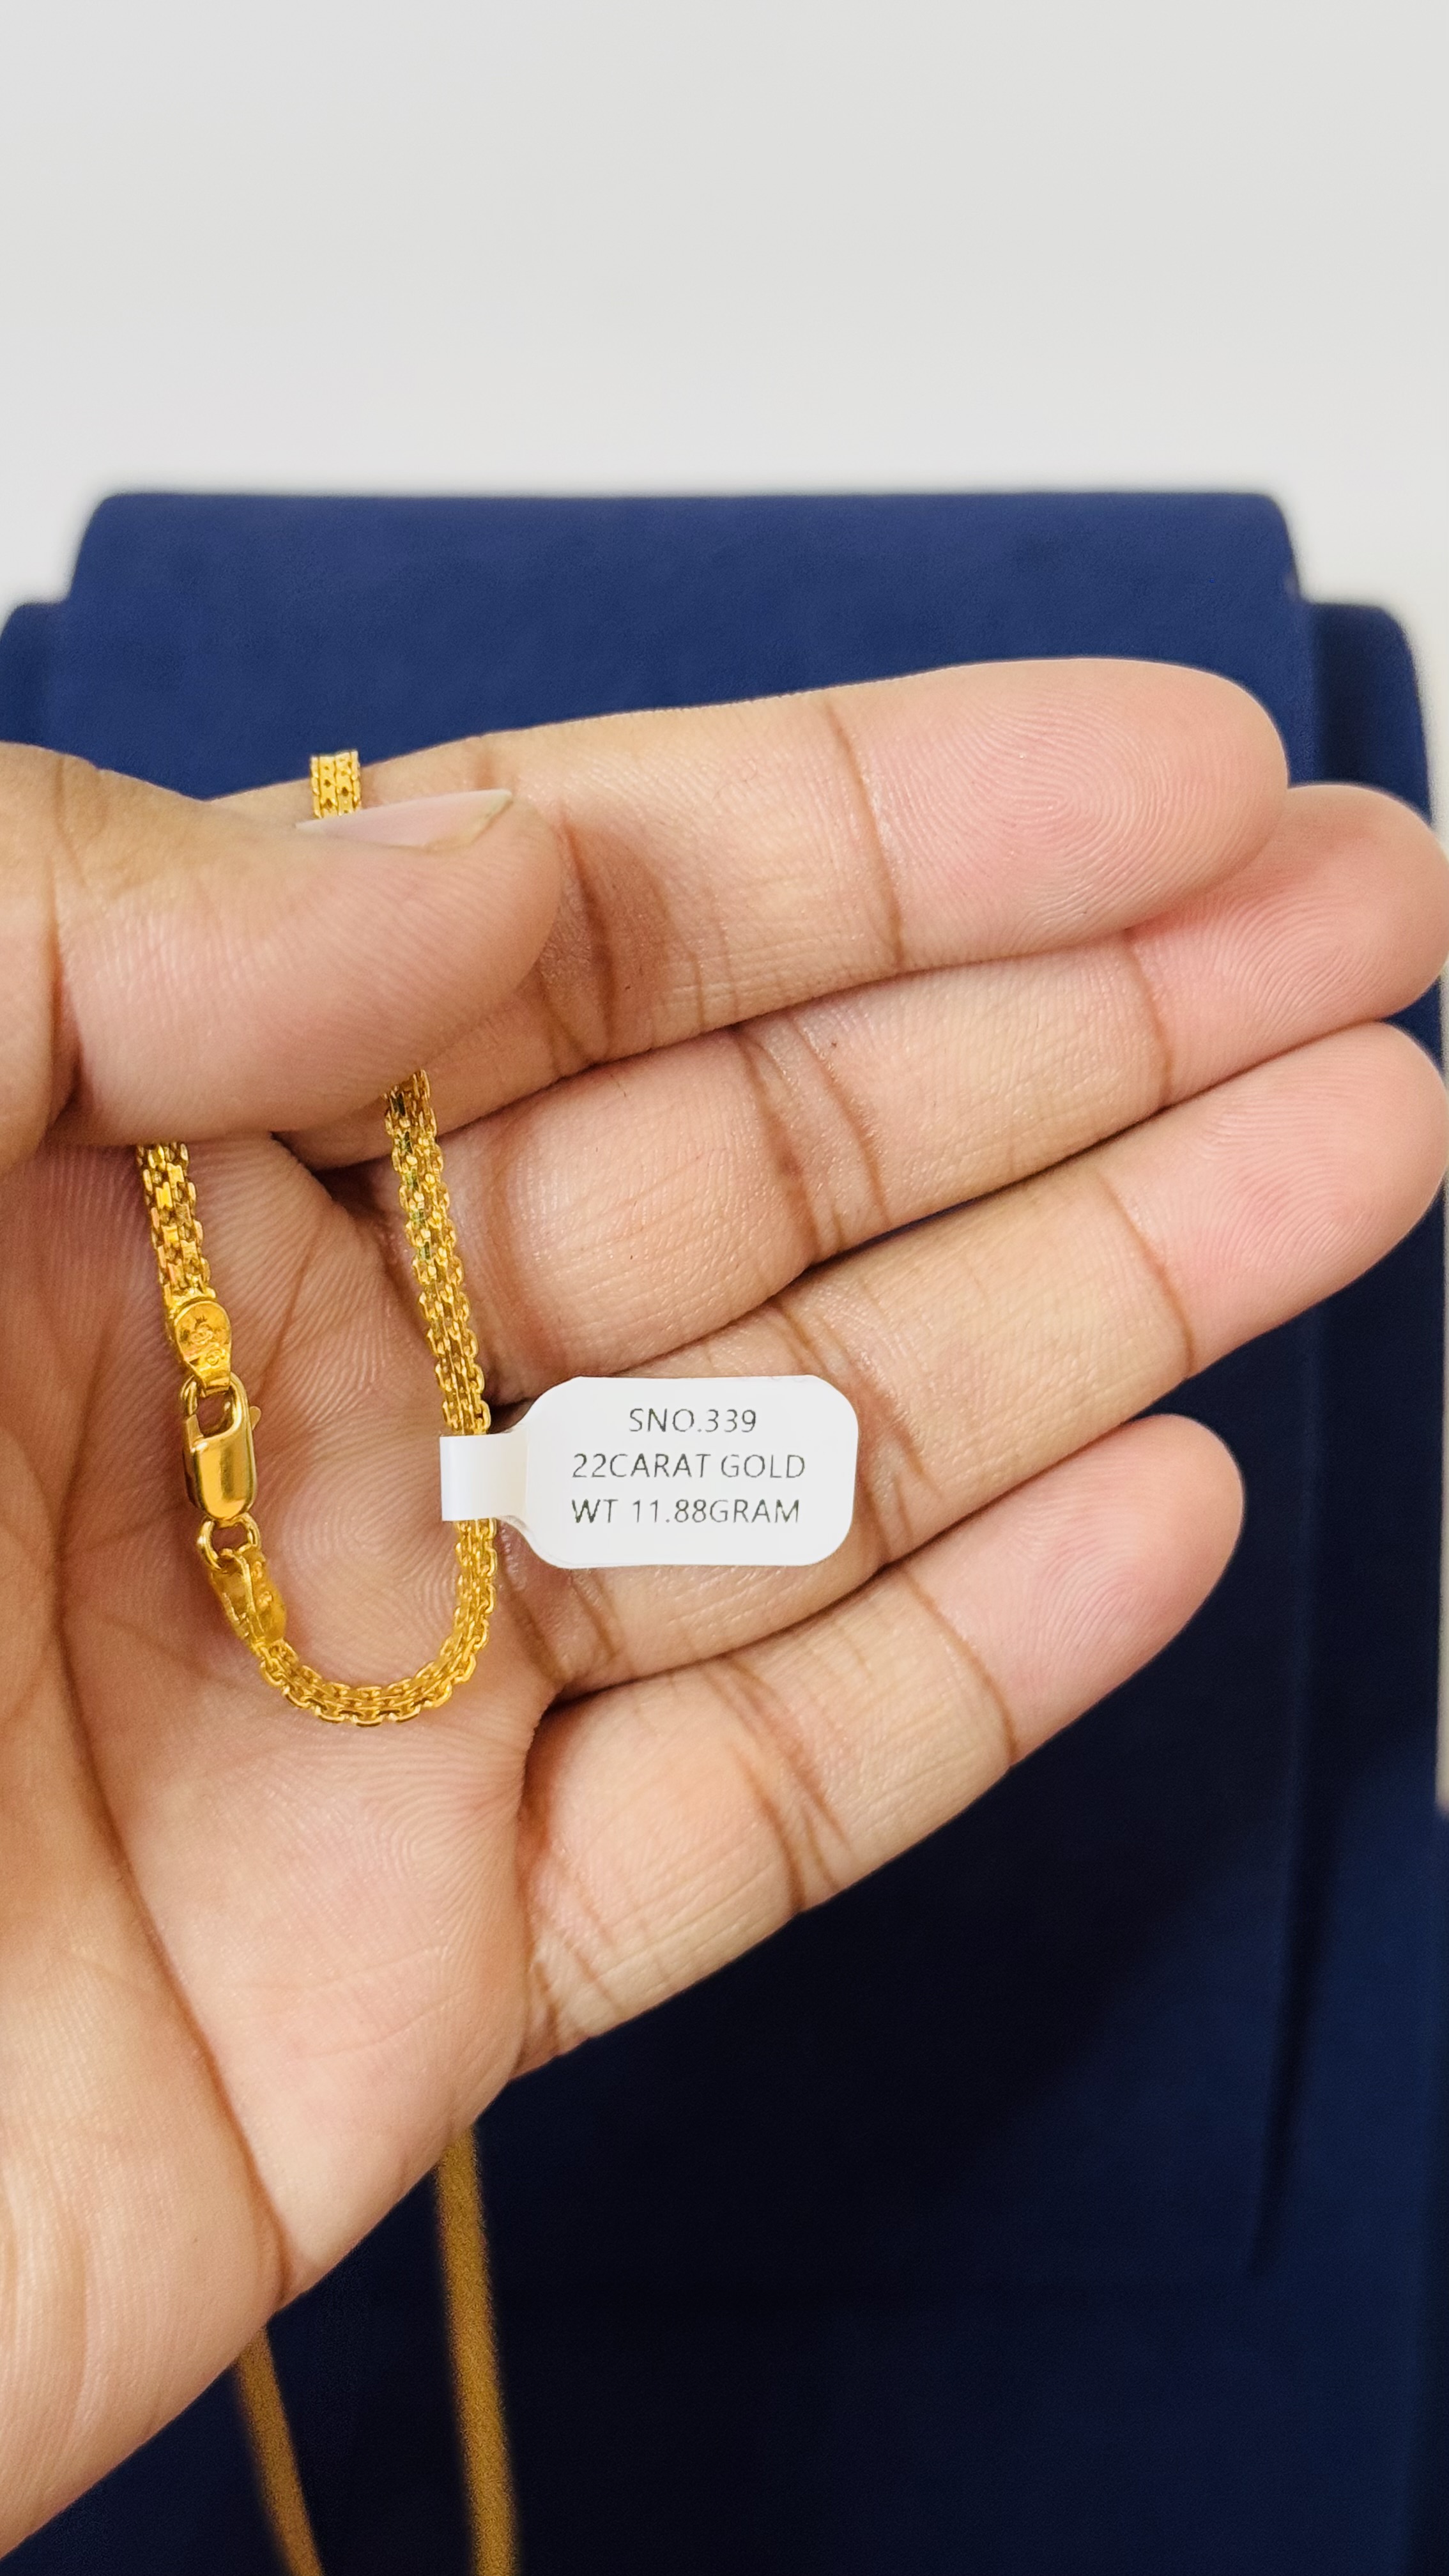 SNO.339
22CARAT GOLD
WT 11.88GRAM